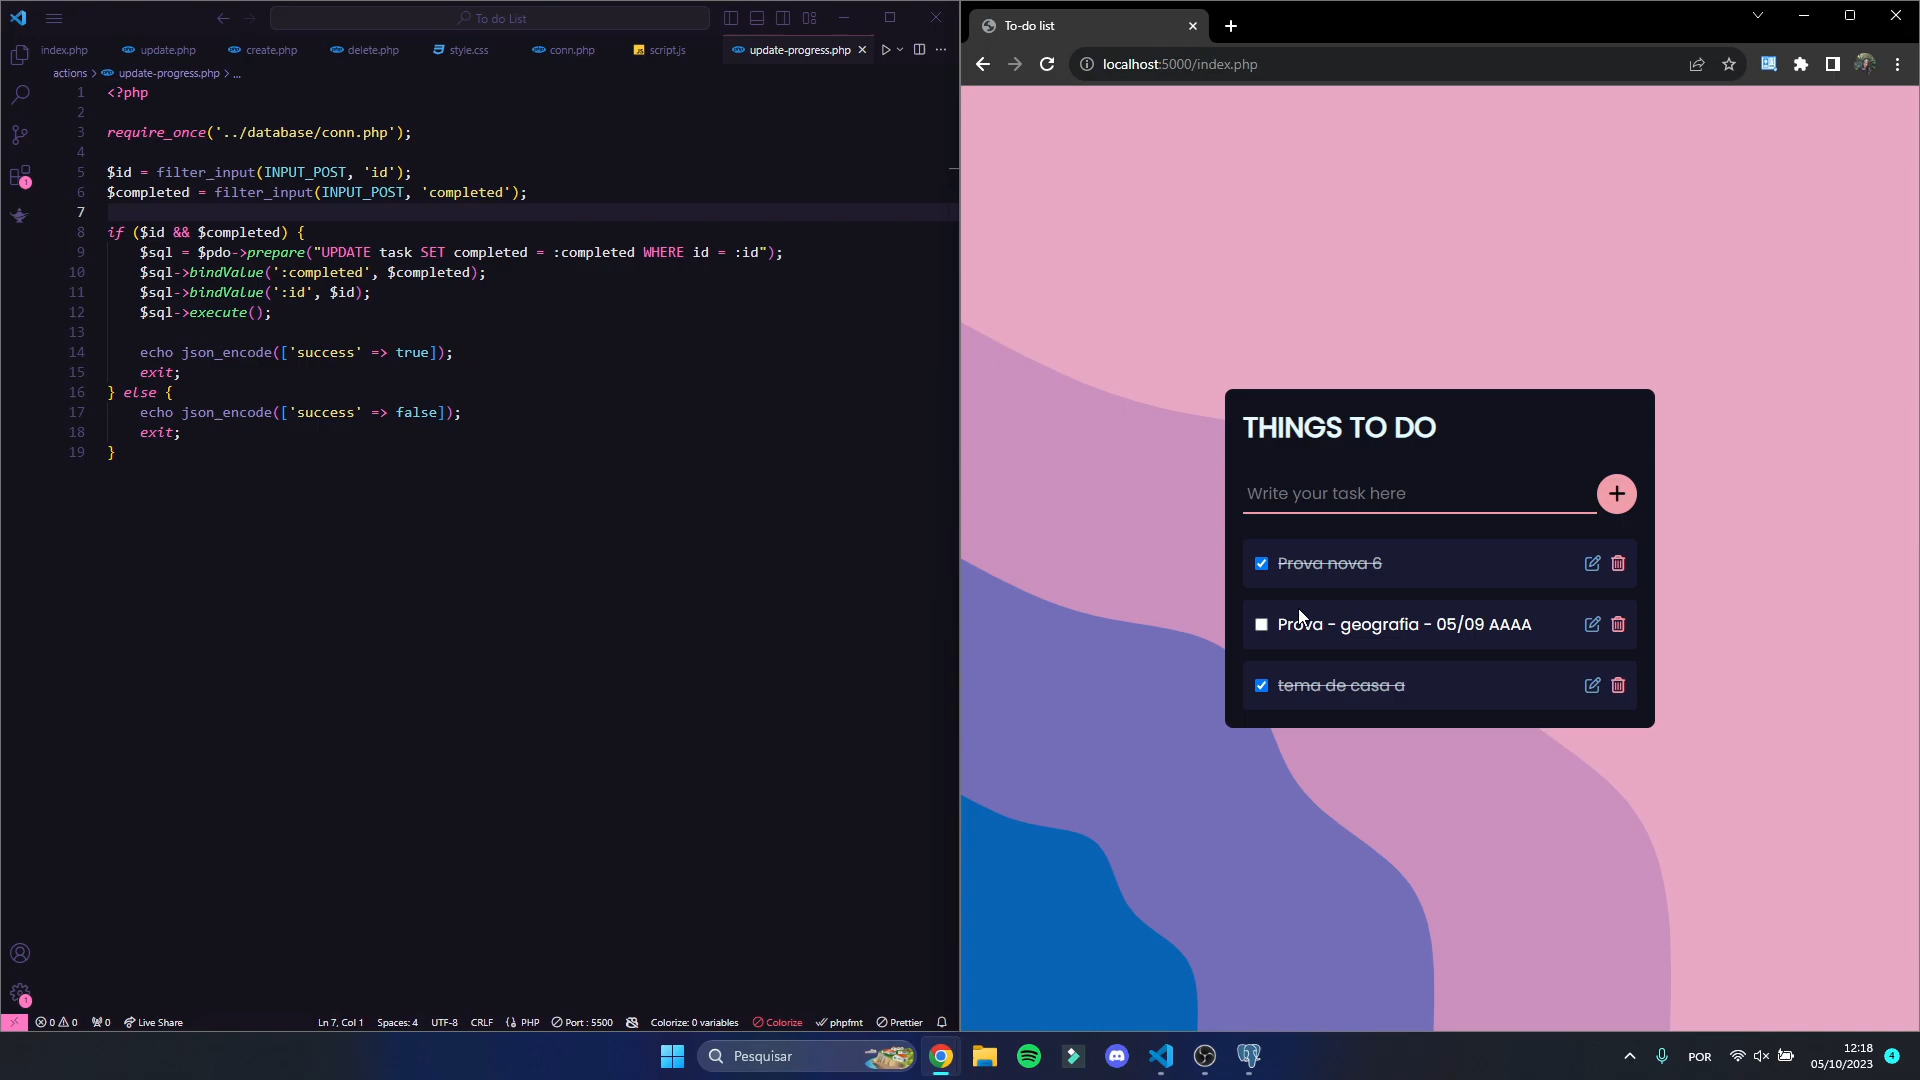 To do List
index.php
update.php
create.php
delete.php
style.css
conn.php
script.js
update-progress.php
actions > update-progress.php > ...
1 <?php
2
3 require_once('../database/conn.php');
4
5 $id = filter_input(INPUT_POST, 'id');
6 $completed = filter_input(INPUT_POST, 'completed');
7
8 if ($id && $completed) {
9 $sql = $pdo->prepare("UPDATE task SET completed = :completed WHERE id = :id");
10 $sql->bindValue(':completed', $completed);
11 $sql->bindValue(':id', $id);
12 $sql->execute();
13
14 echo json_encode(['success' => true]);
15 exit;
16 } else {
17 echo json_encode(['success' => false]);
18 exit;
19 }
1
1
0 0 0 Live Share Ln 7, Col 1 Spaces: 4 UTF-8 CRLF PHP Port : 5500 Colorize: 0 variables Colorize phpfmt Prettier
To-do list
localhost:5000/index.php
THINGS TO DO
Write your task here
Prova nova 6
Prova - geografia - 05/09 AAAA
tema de casa a
Pesquisar
POR
12:18
05/10/2023
4